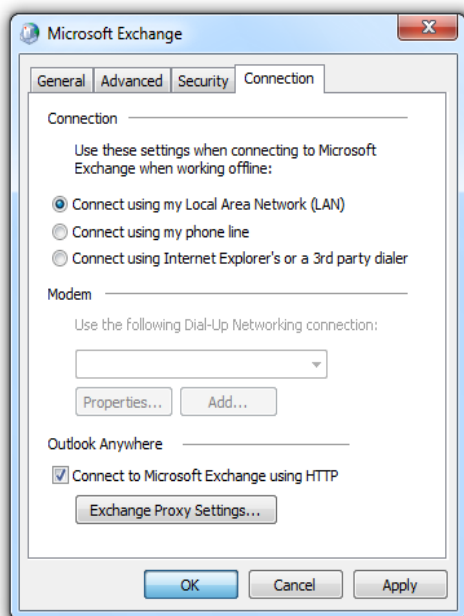 Microsoft Exchange
General Advanced Security Connection
Connection
Use these settings when connecting to Microsoft
Exchange when working offline:
Connect using my Local Area Network (LAN)
Connect using my phone line
Connect using Internet Explorer's or a 3rd party dialer
Modem
Use the following Dial-Up Networking connection:
Properties... Add...
Outlook Anywhere
Connect to Microsoft Exchange using HTTP
Exchange Proxy Settings...
OK Cancel Apply